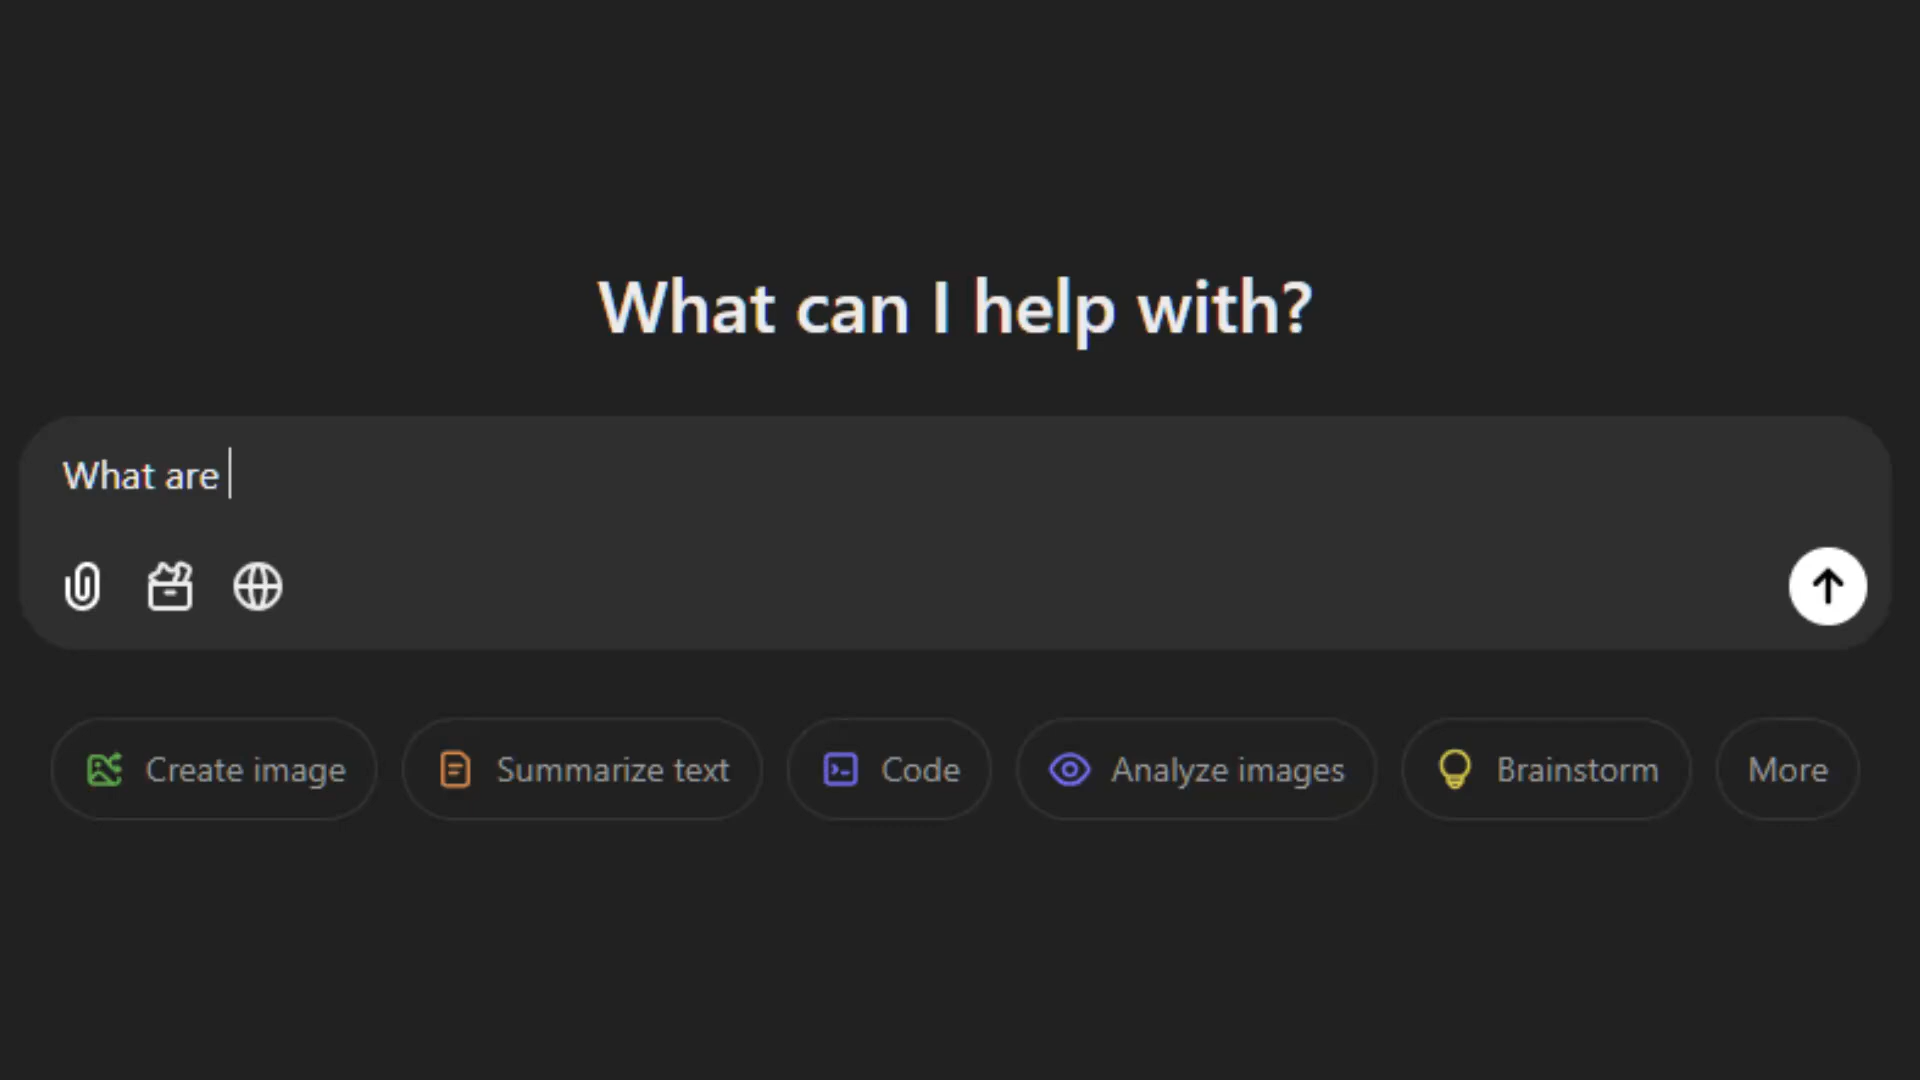 What can I help with?
What are
Create image
Summarize text
Code
Analyze images
Brainstorm
More